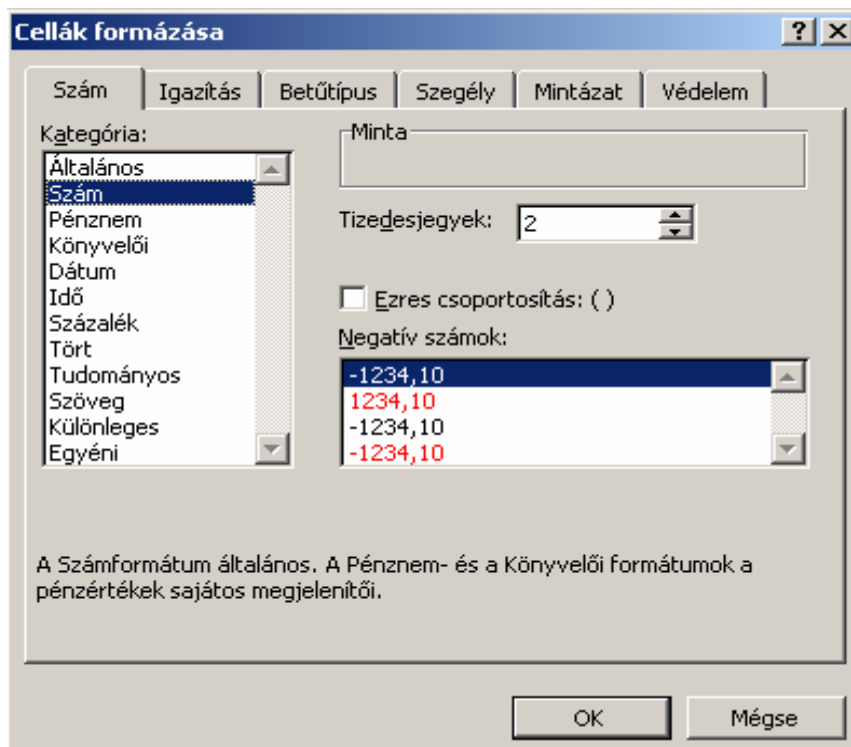 Cellák formázása
Szám
Igazítás
Betűtípus
Szegély
Mintázat
Védelem
Kategória:
Általános
Szám
Pénznem
Könyvelői
Dátum
Idő
Százalék
Tört
Tudományos
Szöveg
Különleges
Egyéni
Minta
Tizedesjegyek: 2
Ezres csoportosítás: ( )
Negatív számok:
-1234,10
1234,10
-1234,10
-1234,10
A Számformátum általános. A Pénznem- és a Könyvelői formátumok a
pénzértékek sajátos megjelenítői.
OK
Mégse